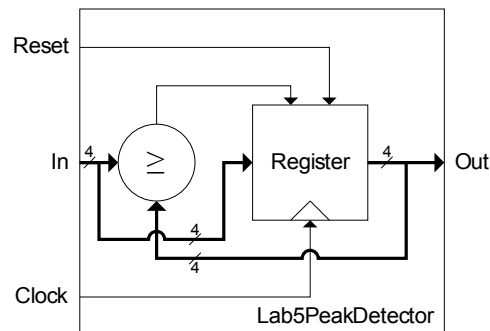 Reset
4
In
≥
Register
4
Out
4
4
Clock
Lab5PeakDetector